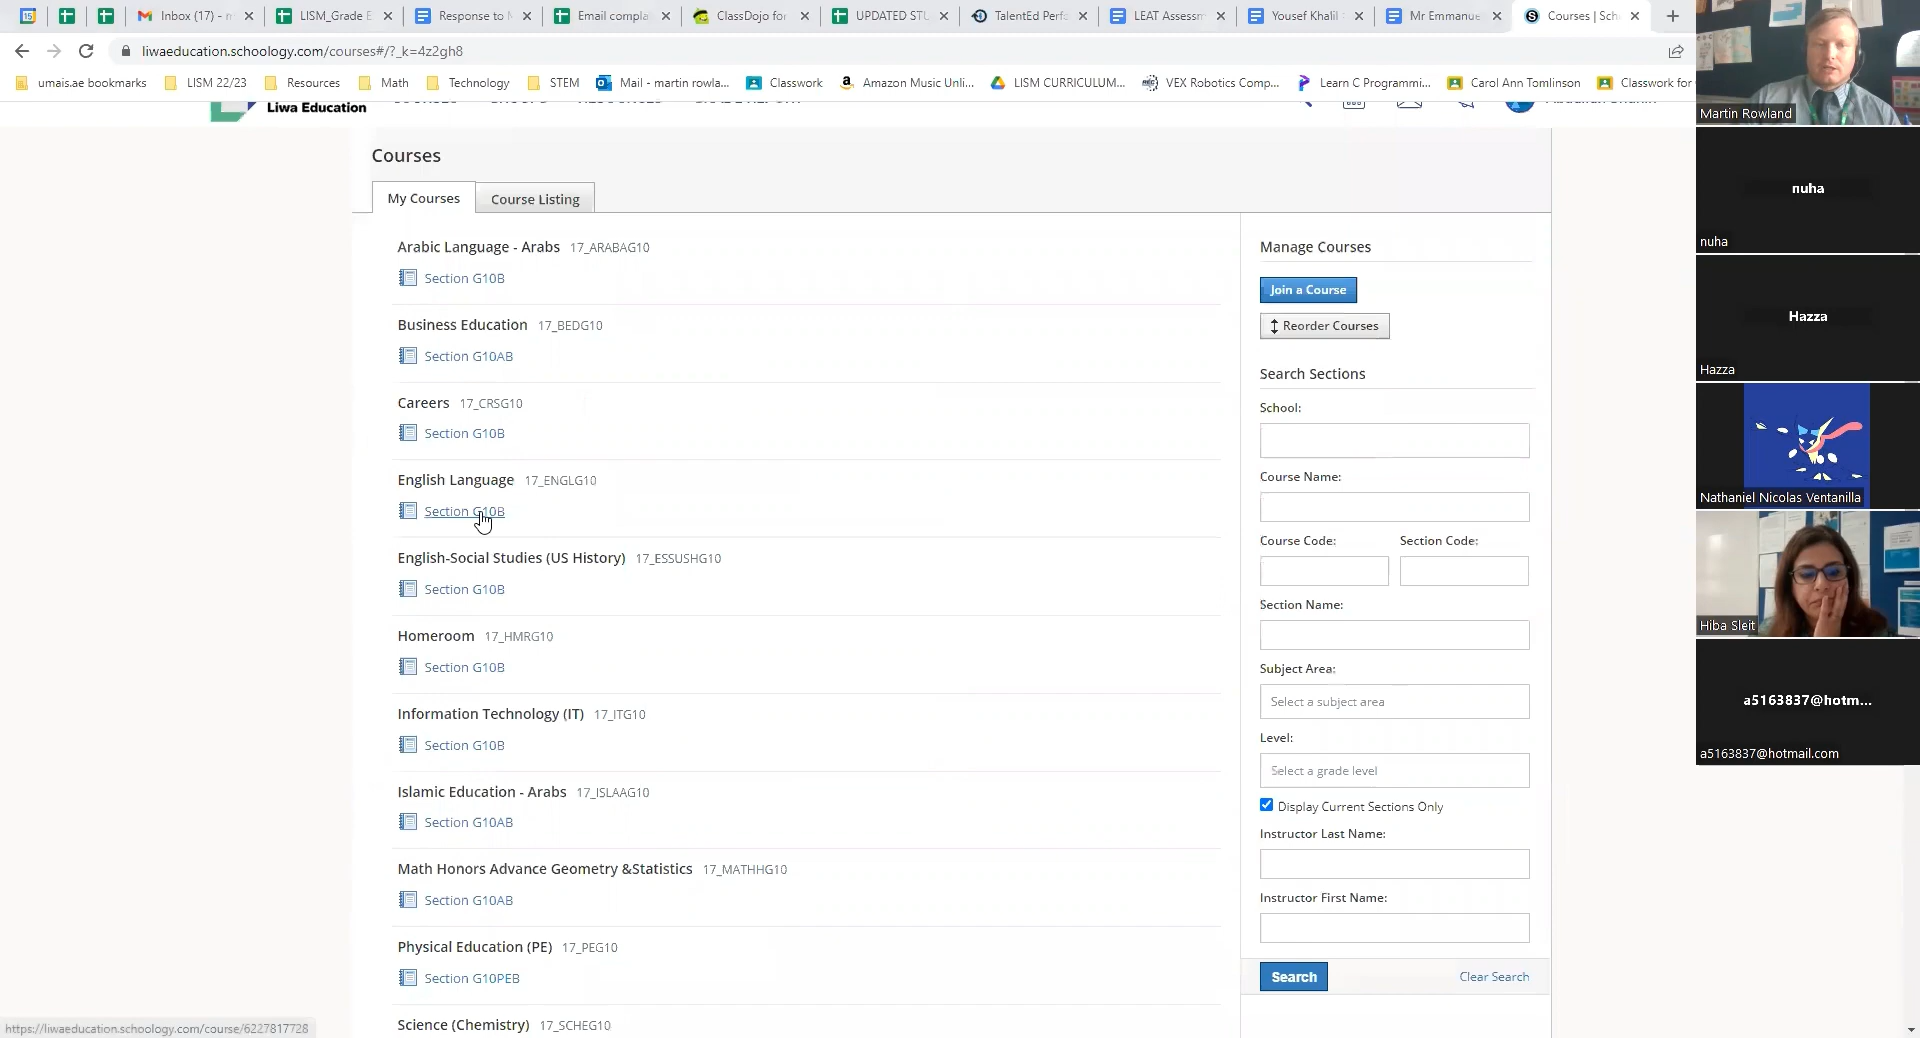 15
Inbox (17) - m
LISM_Grade E
Response to M
Email compla
ClassDojo for
UPDATED STU
TalentEd Perfo
LEAT Assessm
Yousef Khalil -
Mr Emmanue
Courses | Scho
liwaeducation.schoology.com/courses#/?_k=4z2gh8
umais.ae bookmarks
LISM 22/23
Resources
Math
Technology
STEM
Mail - martin rowla...
Classwork
Amazon Music Unli...
LISM CURRICULUM...
VEX Robotics Comp...
Learn C Programmi...
Carol Ann Tomlinson
Classwork for
Liwa Education
Courses
My Courses
Course Listing
Arabic Language - Arabs 17_ARABAG10
Section G10B
Business Education 17_BEDG10
Section G10AB
Careers 17_CRSG10
Section G10B
English Language 17_ENGLG10
Section G10B
English-Social Studies (US History) 17_ESSUSHG10
Section G10B
Homeroom 17_HMRG10
Section G10B
Information Technology (IT) 17_ITG10
Section G10B
Islamic Education - Arabs 17_ISLAAG10
Section G10AB
Math Honors Advance Geometry &Statistics 17_MATHHG10
Section G10AB
Physical Education (PE) 17_PEG10
Section G10PEB
Science (Chemistry) 17_SCHEG10
Manage Courses
Join a Course
Reorder Courses
Search Sections
School:
Course Name:
Course Code:
Section Code:
Section Name:
Subject Area:
Select a subject area
Level:
Select a grade level
Display Current Sections Only
Instructor Last Name:
Instructor First Name:
Search
Clear Search
https://liwaeducation.schoology.com/course/6227817728
Martin Rowland
nuha
nuha
Hazza
Hazza
Nathaniel Nicolas Ventanilla
Hiba Sleit
a5163837@hotm...
a5163837@hotmail.com